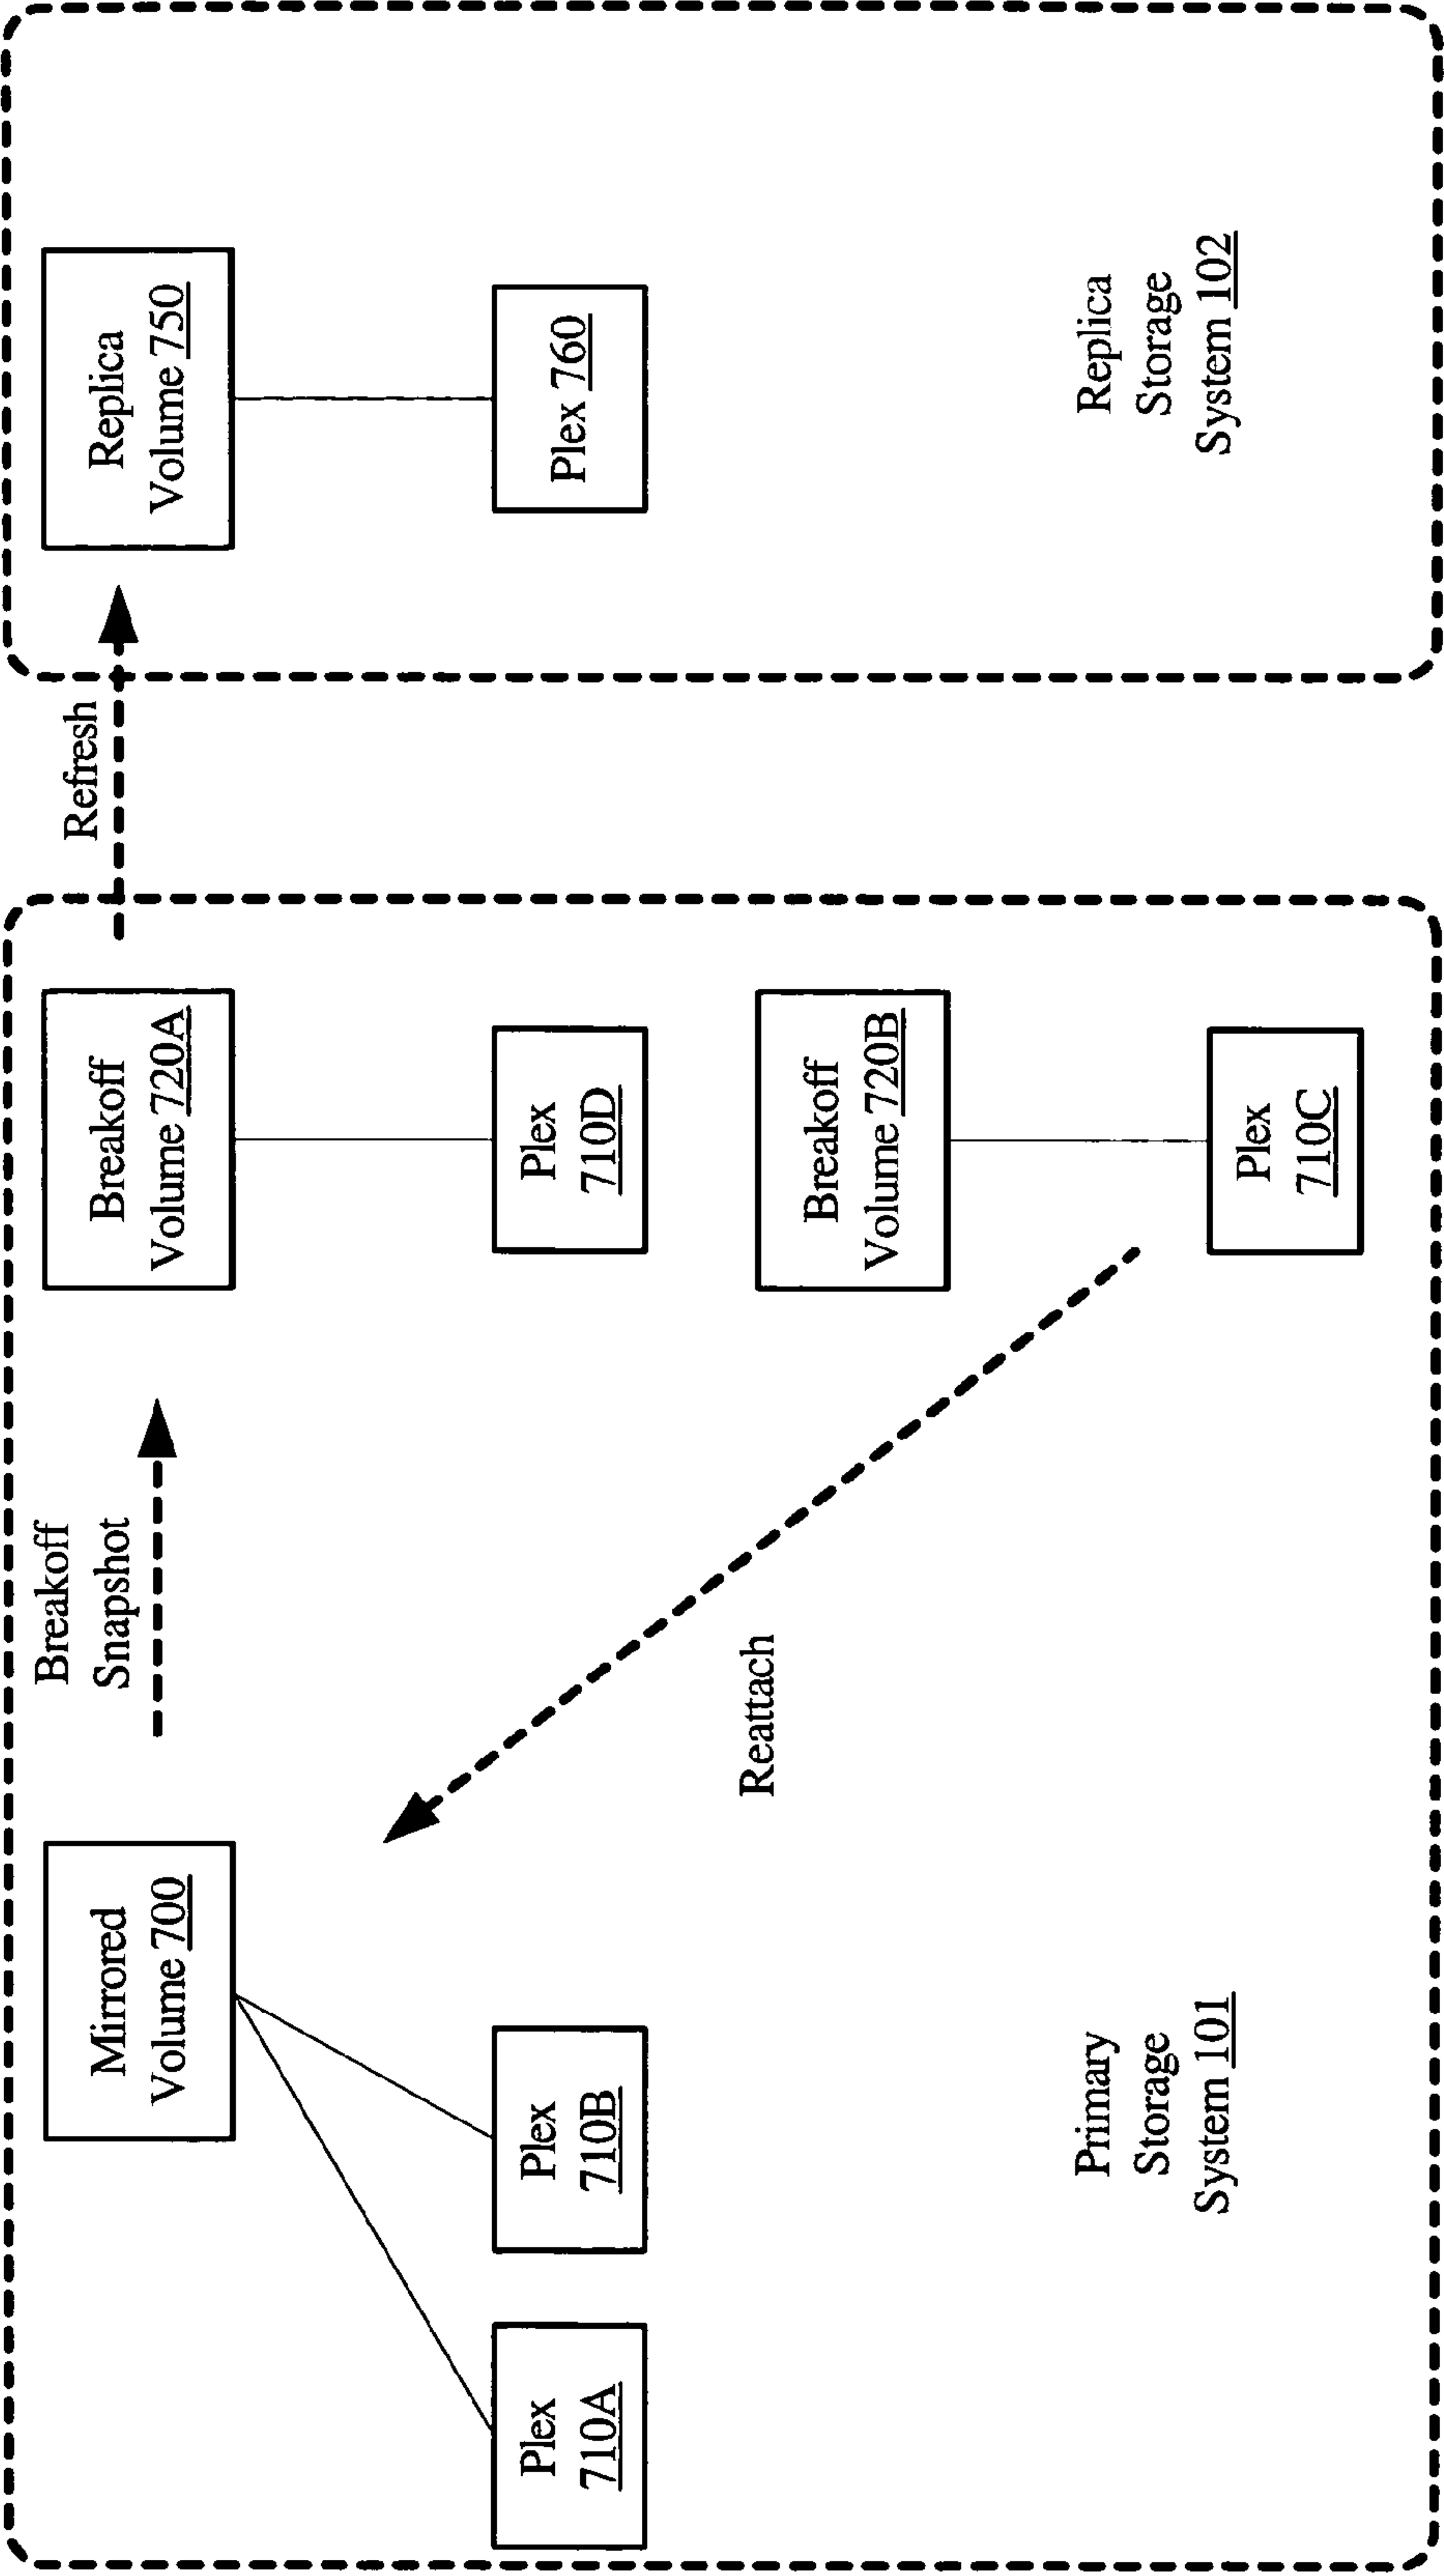 Mirrored
Volume 700
Breakoff
Snapshot
Breakoff
Volume 720A
Refresh
Replica
Volume 750
Plex
710A
Plex
710B
Plex
710D
Plex 760
Reattach
Breakoff
Volume 720B
Plex
710C
Primary
Storage
System 101
Replica
Storage
System 102